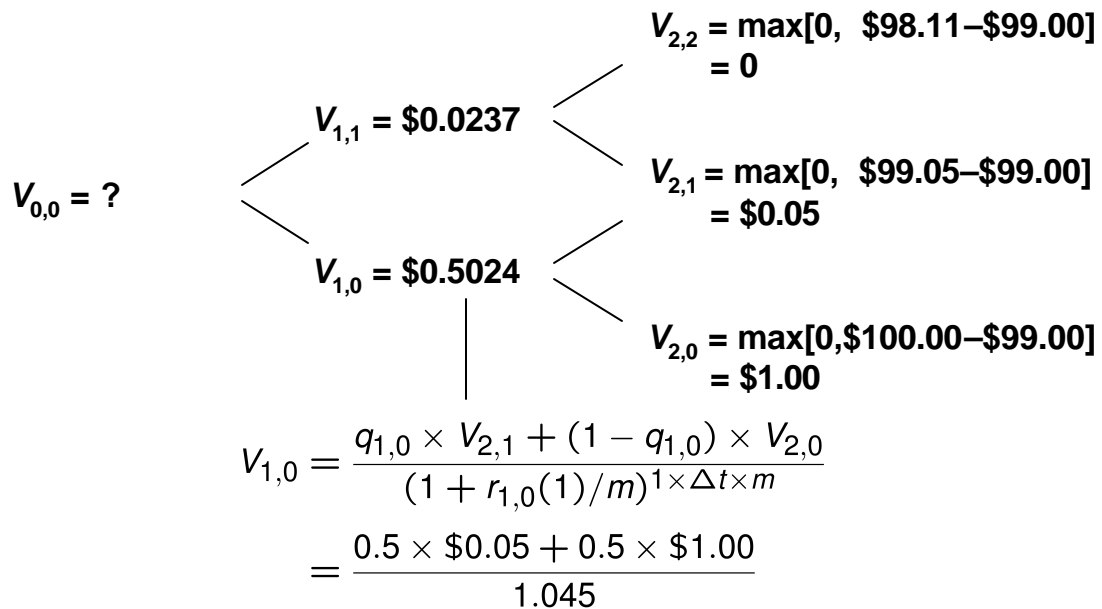 V2,2 = max[0, $98.11–$99.00]
= 0
V1,1 = $0.0237
V2,1 = max[0, $99.05–$99.00]
= $0.05
V0,0 = ?
V1,0 = $0.5024
V2,0 = max[0,$100.00–$99.00]
= $1.00
V1,0 = q1,0 × V2,1 + (1 − q1,0) × V2,0
(1 + r1,0(1)/m)1×Δt×m
= 0.5 × $0.05 + 0.5 × $1.00
1.045